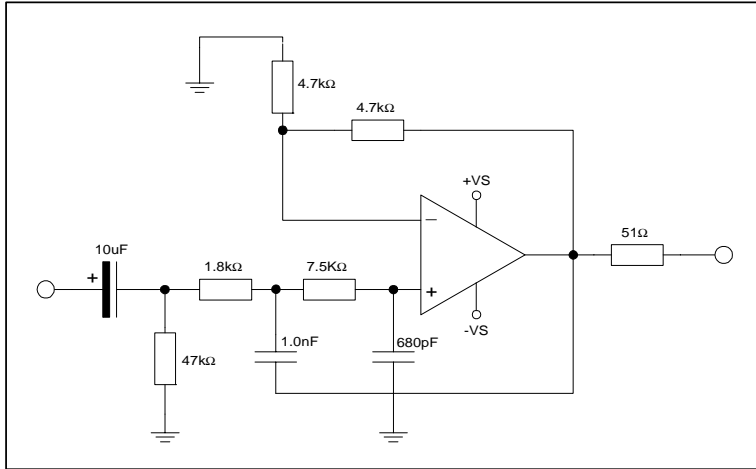 4.7kΩ
4.7kΩ
+VS
−
10uF
51Ω
+
1.8kΩ
7.5KΩ
+
-VS
1.0nF
680pF
47kΩ